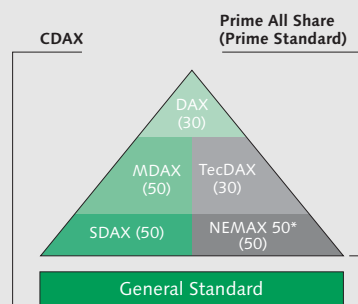 CDAX
Prime All Share
(Prime Standard)
DAX
(30)
MDAX
(50)
TecDAX
(30)
SDAX (50)
NEMAX 50*
(50)
General Standard